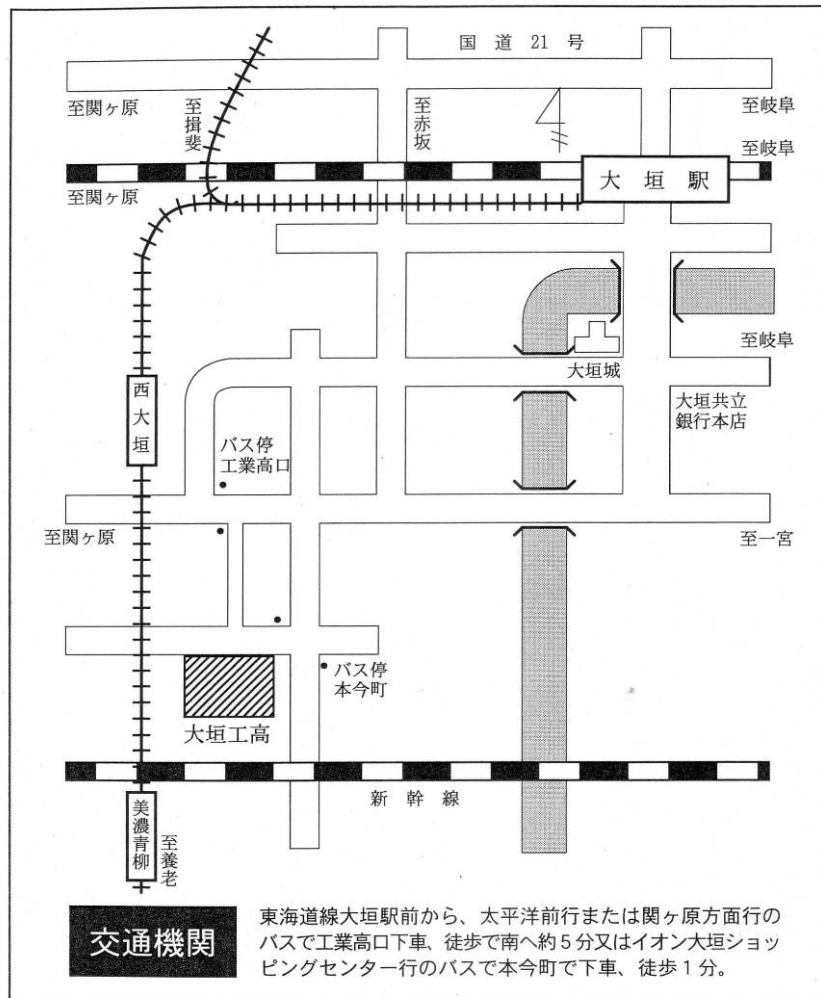 国道21号
至関ヶ原
至揖斐
至赤坂
至岐阜
至岐阜
至関ヶ原
大垣駅
至岐阜
大垣城
西大垣
大垣共立
銀行本店
バス停
工業高口
至関ヶ原
至一宮
バス停
本今町
大垣工高
新幹線
美濃青柳
至養老
交通機関
東海道線大垣駅前から、太平洋前行または関ヶ原方面行の
バスで工業高口下車、徒歩で南へ約5分又はイオン大垣ショッ
ピングセンター行のバスで本今町で下車、徒歩1分。